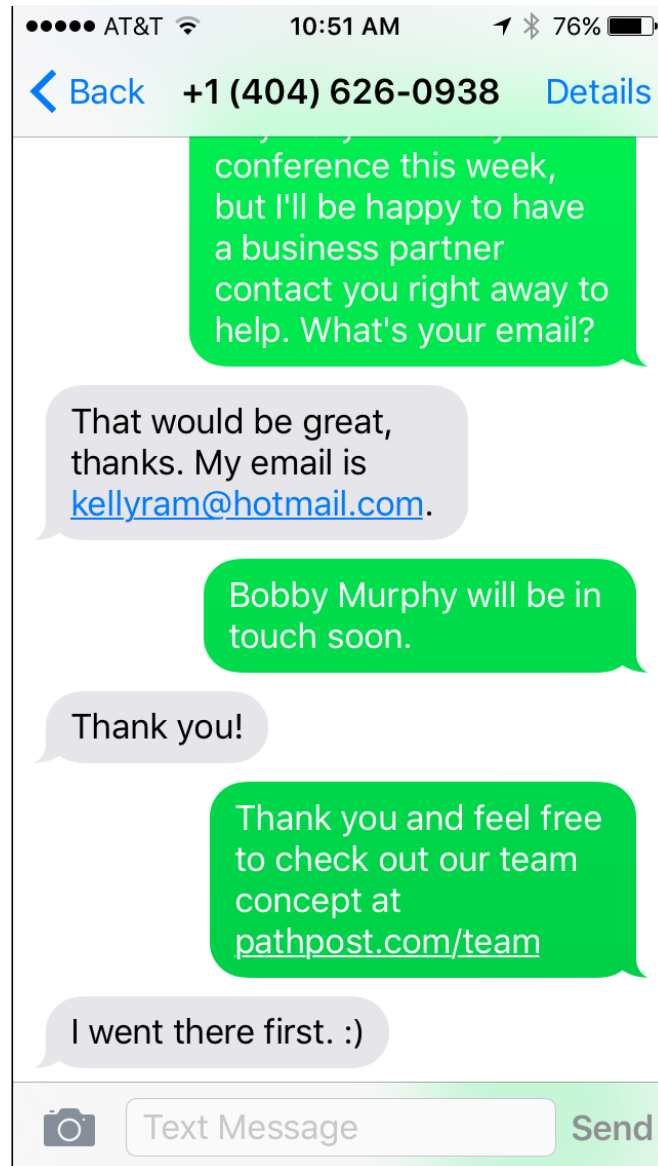 AT&T 10:51 AM 76%
Back +1 (404) 626-0938 Details
conference this week,
but I'll be happy to have
a business partner
contact you right away to
help. What's your email?
That would be great,
thanks. My email is
kellyram@hotmail.com.
Bobby Murphy will be in
touch soon.
Thank you!
Thank you and feel free
to check out our team
concept at
pathpost.com/team
I went there first. :)
Text Message Send